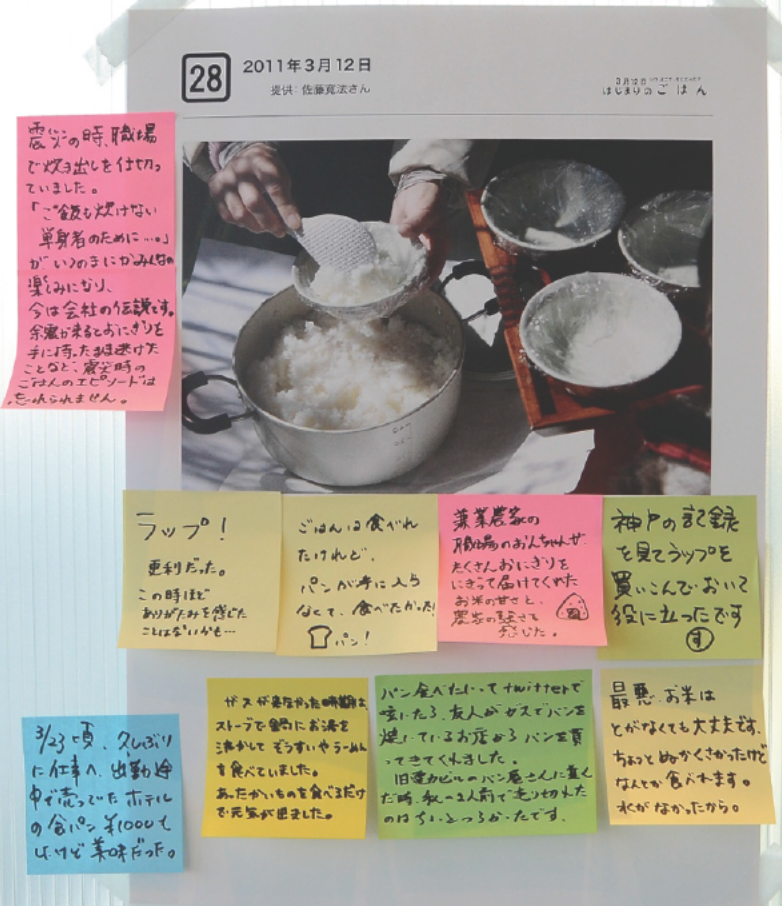 28
2011年3月12日
提供: 佐藤寛法さん
3月12日
はじまりのごはん
震災の時、職場
で炊き出しを仕切っ
ていました。
「ご飯も炊けない
単身者のために…。」
が、いつのまにかみんなの
楽しみになり、
今は会社の伝説です。
余震が来るとおにぎりを
手に持ったまま逃げた
ことなど、震災時の
ごはんのエピソードは
忘れられません。
ラップ!
便利だった。
この時ほど
ありがたみを感じた
ことはないかも…
ごはんは食べれ
たけれど、
パンが手に入ら
なくて、食べたかった!
パン!
兼業農家の
職場のおんちゃんが、
たくさんおにぎりを
にぎって届けてくれた
お米の甘さと、
農家の強さて
感じた。
神戸の記録
を見てラップを
買いこんでおいて
役に立ったです
す
3/23頃、久しぶり
に仕事へ、出勤途
中で売ってたホテル
の食パン ¥1000も
したけど美味だった。
ガスが来なかった時期は、
ストーブで鍋にお湯を
沸かしてぞうすいやらーめん
を食べていました。
あったかいものを食べるだけ
で元気が出ました。
パン食べたいってtwitterで
呟いたら、友人がガスでパンを
焼いているお店からパンを買
ってきてくれました。
旧渡カビルのパン屋さんに並ん
だ時、私の2人前で売り切れた
のはちょっとつらかったです。
最悪、お米は
とがなくても大丈夫です。
ちょっとぬかくさかったけど
なんとか食べれます。
水がなかったから。